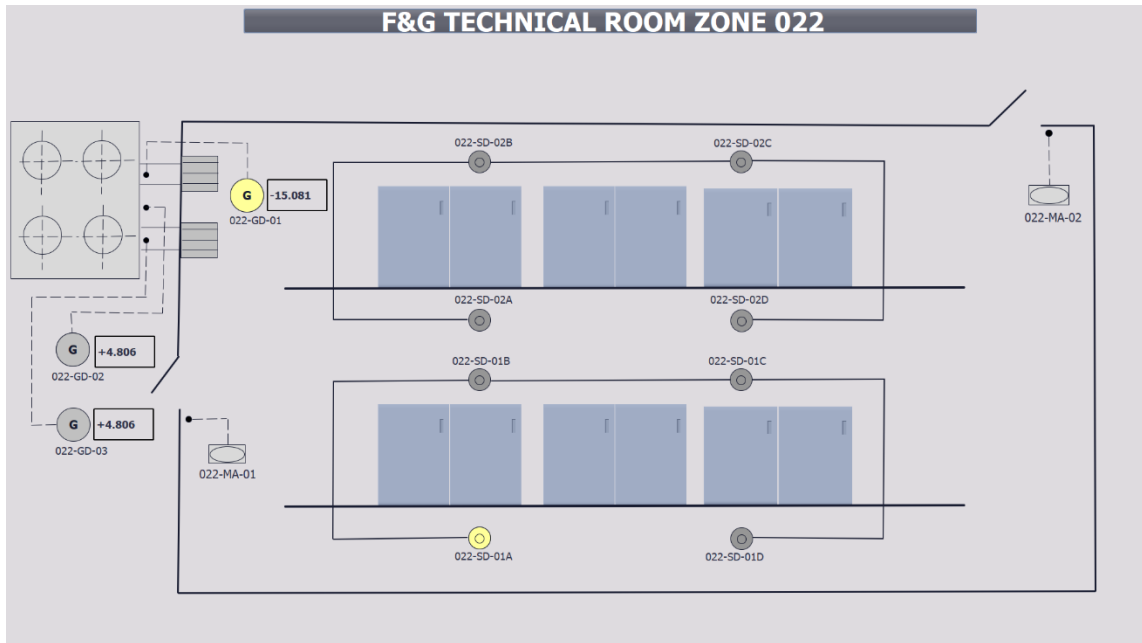 F&G TECHNICAL ROOM ZONE 022
022-SD-02B
022-SD-02C
G
-15.081
022-GD-01
022-MA-02
022-SD-02A
022-SD-02D
G
+4.806
022-GD-02
022-SD-01B
022-SD-01C
G
+4.806
022-GD-03
022-MA-01
022-SD-01A
022-SD-01D